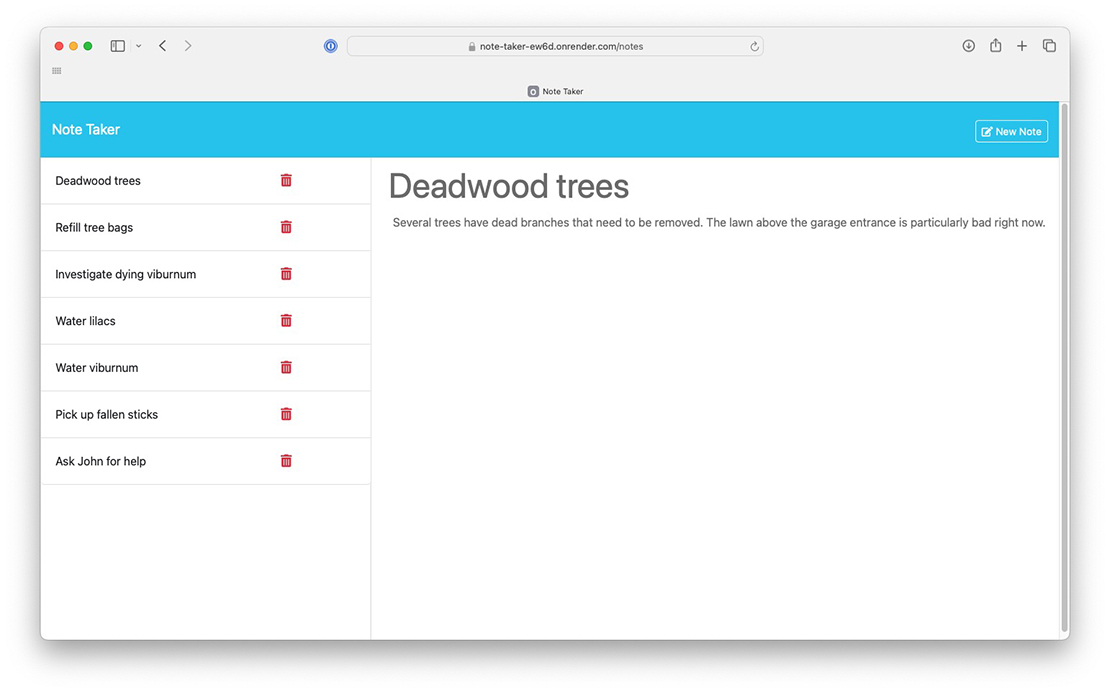 note-taker-ew6d.onrender.com/notes
Note Taker
Note Taker
New Note
Deadwood trees
Refill tree bags
Investigate dying viburnum
Water lilacs
Water viburnum
Pick up fallen sticks
Ask John for help
Deadwood trees
Several trees have dead branches that need to be removed. The lawn above the garage entrance is particularly bad right now.